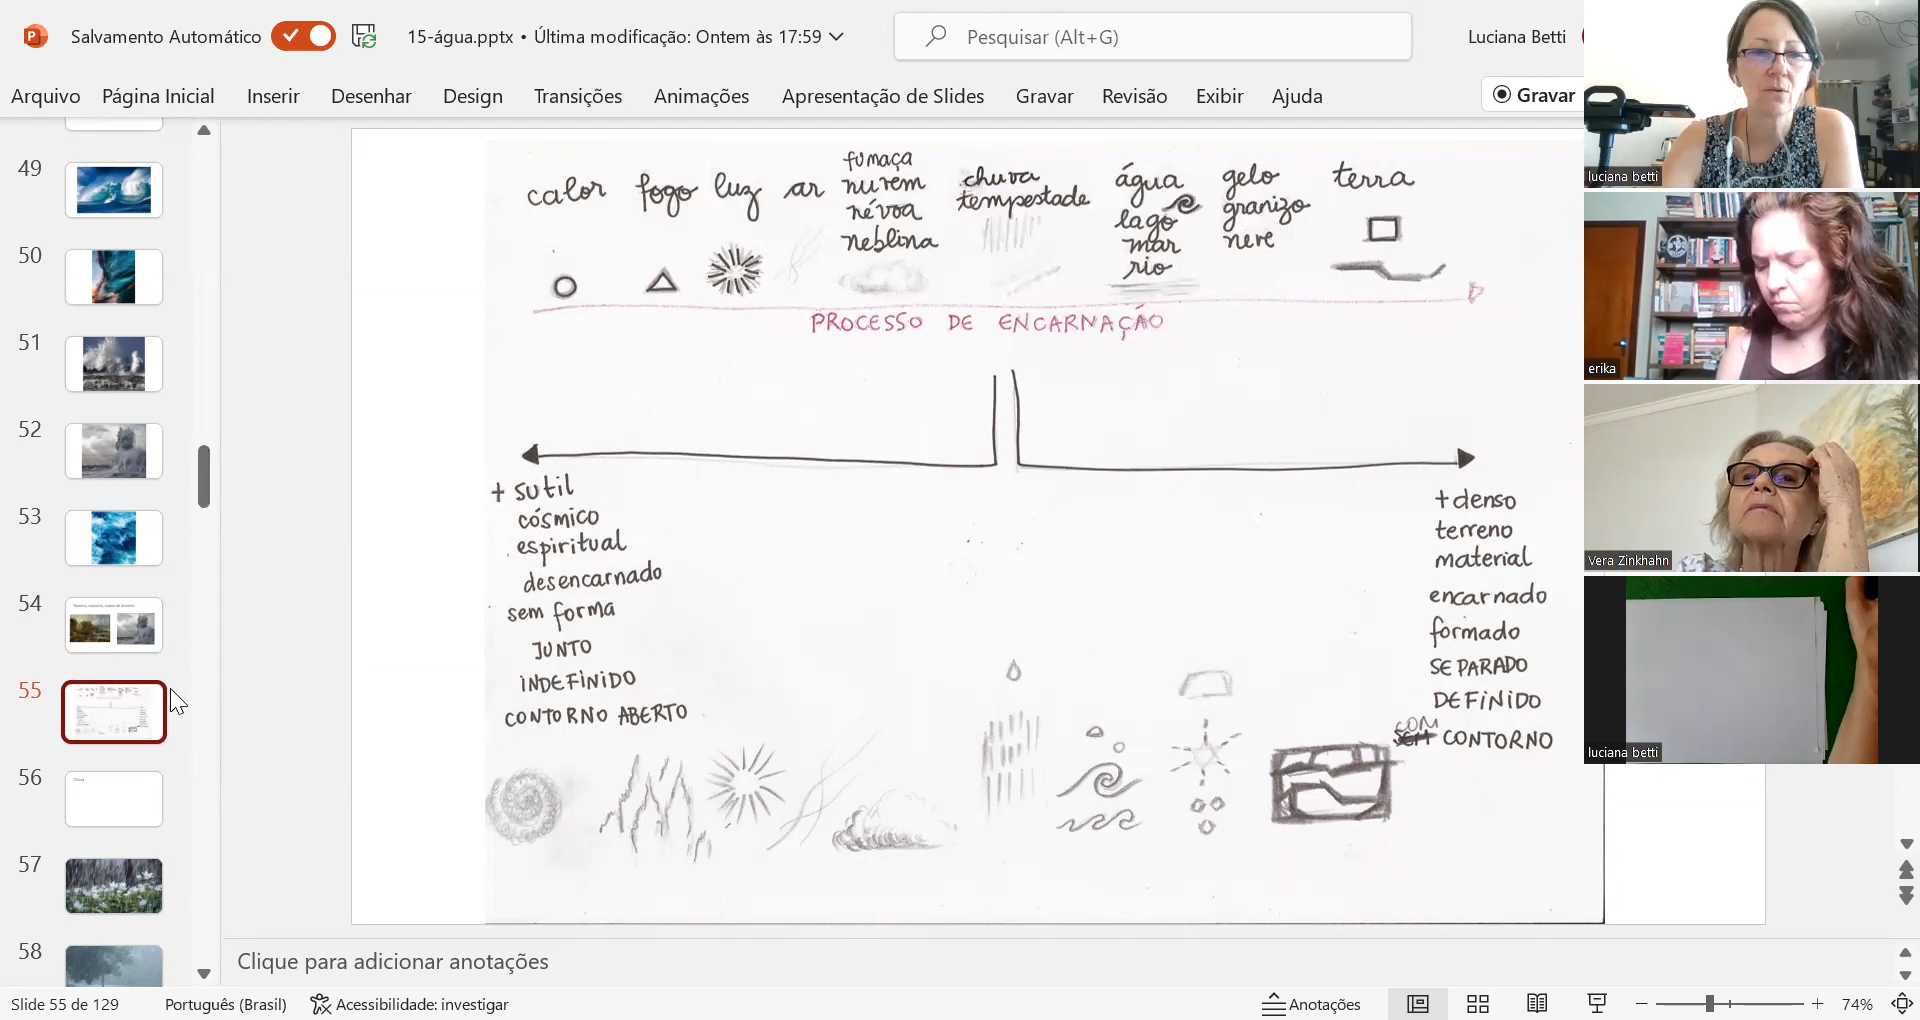 Salvamento Automático
15-água.pptx • Última modificação: Ontem às 17:59
Pesquisar (Alt+G)
Luciana Betti
Arquivo Página Inicial Inserir Desenhar Design Transições Animações Apresentação de Slides Gravar Revisão Exibir Ajuda
Gravar
luciana betti
erika
Vera Zinkhahn
luciana betti
49
50
51
52
53
54
55
56
57
58
calor fogo luz ar
fumaça
nuvem
névoa
neblina
chuva
tempestade
água
lago
mar
rio
gelo
granizo
neve
terra
PROCESSO DE ENCARNAÇÃO
+ sutil
cósmico
espiritual
desencarnado
sem forma
JUNTO
INDEFINIDO
CONTORNO ABERTO
+ denso
terreno
material
encarnado
formado
SEPARADO
DEFINIDO
COM
SEM CONTORNO
Clique para adicionar anotações
Slide 55 de 129 Português (Brasil) Acessibilidade: investigar Anotações 74%